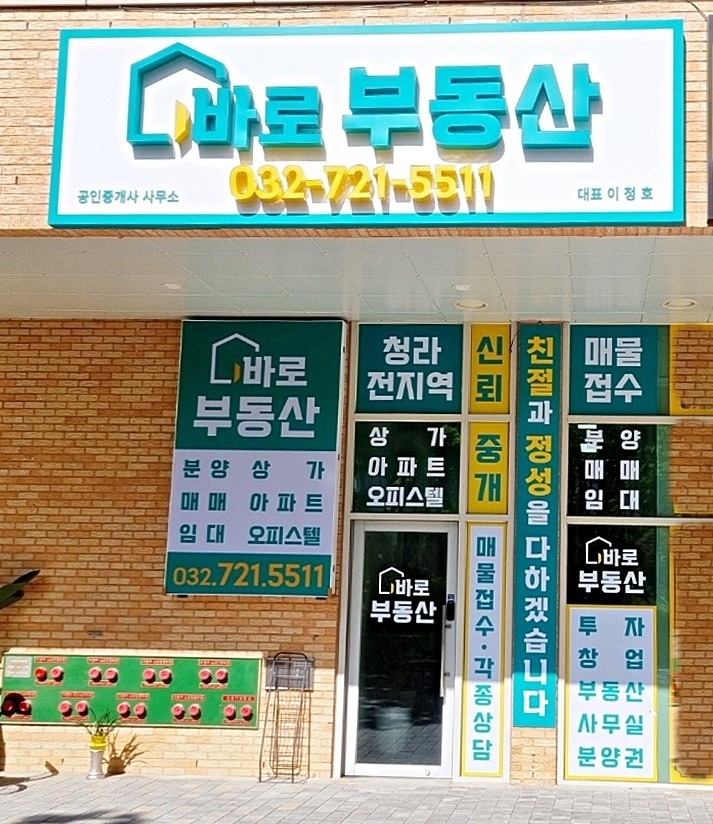 바로 부동산
032-721-5511
공인중개사 사무소
대표 이 정 호
바로
부동산
분양 상 가
매매 아파트
임대 오피스텔
032.721.5511
청라
전지역
상 가
아파트
오피스텔
바로
부동산
신뢰
중개
매물접수·각종상담
친절과 정성을 다하겠습니다
매물
접수
분양
매매
임대
바로
부동산
투 자
창 업
부동산
사무실
분양권